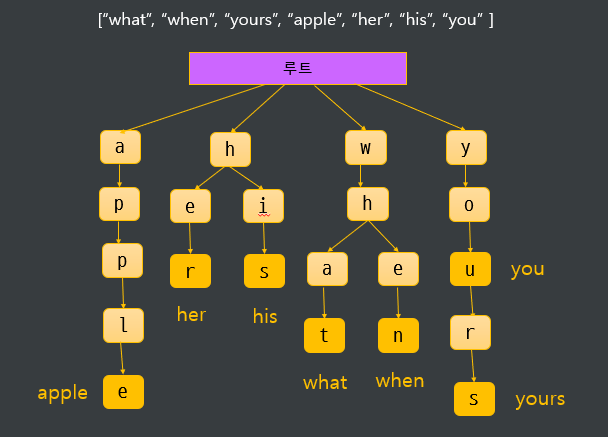 ["what", "when", "yours", "apple", "her", "his", "you" ]
루트
a h w y
p e i h o
p r s a e u you
her his
l t n r
what when
apple e s yours